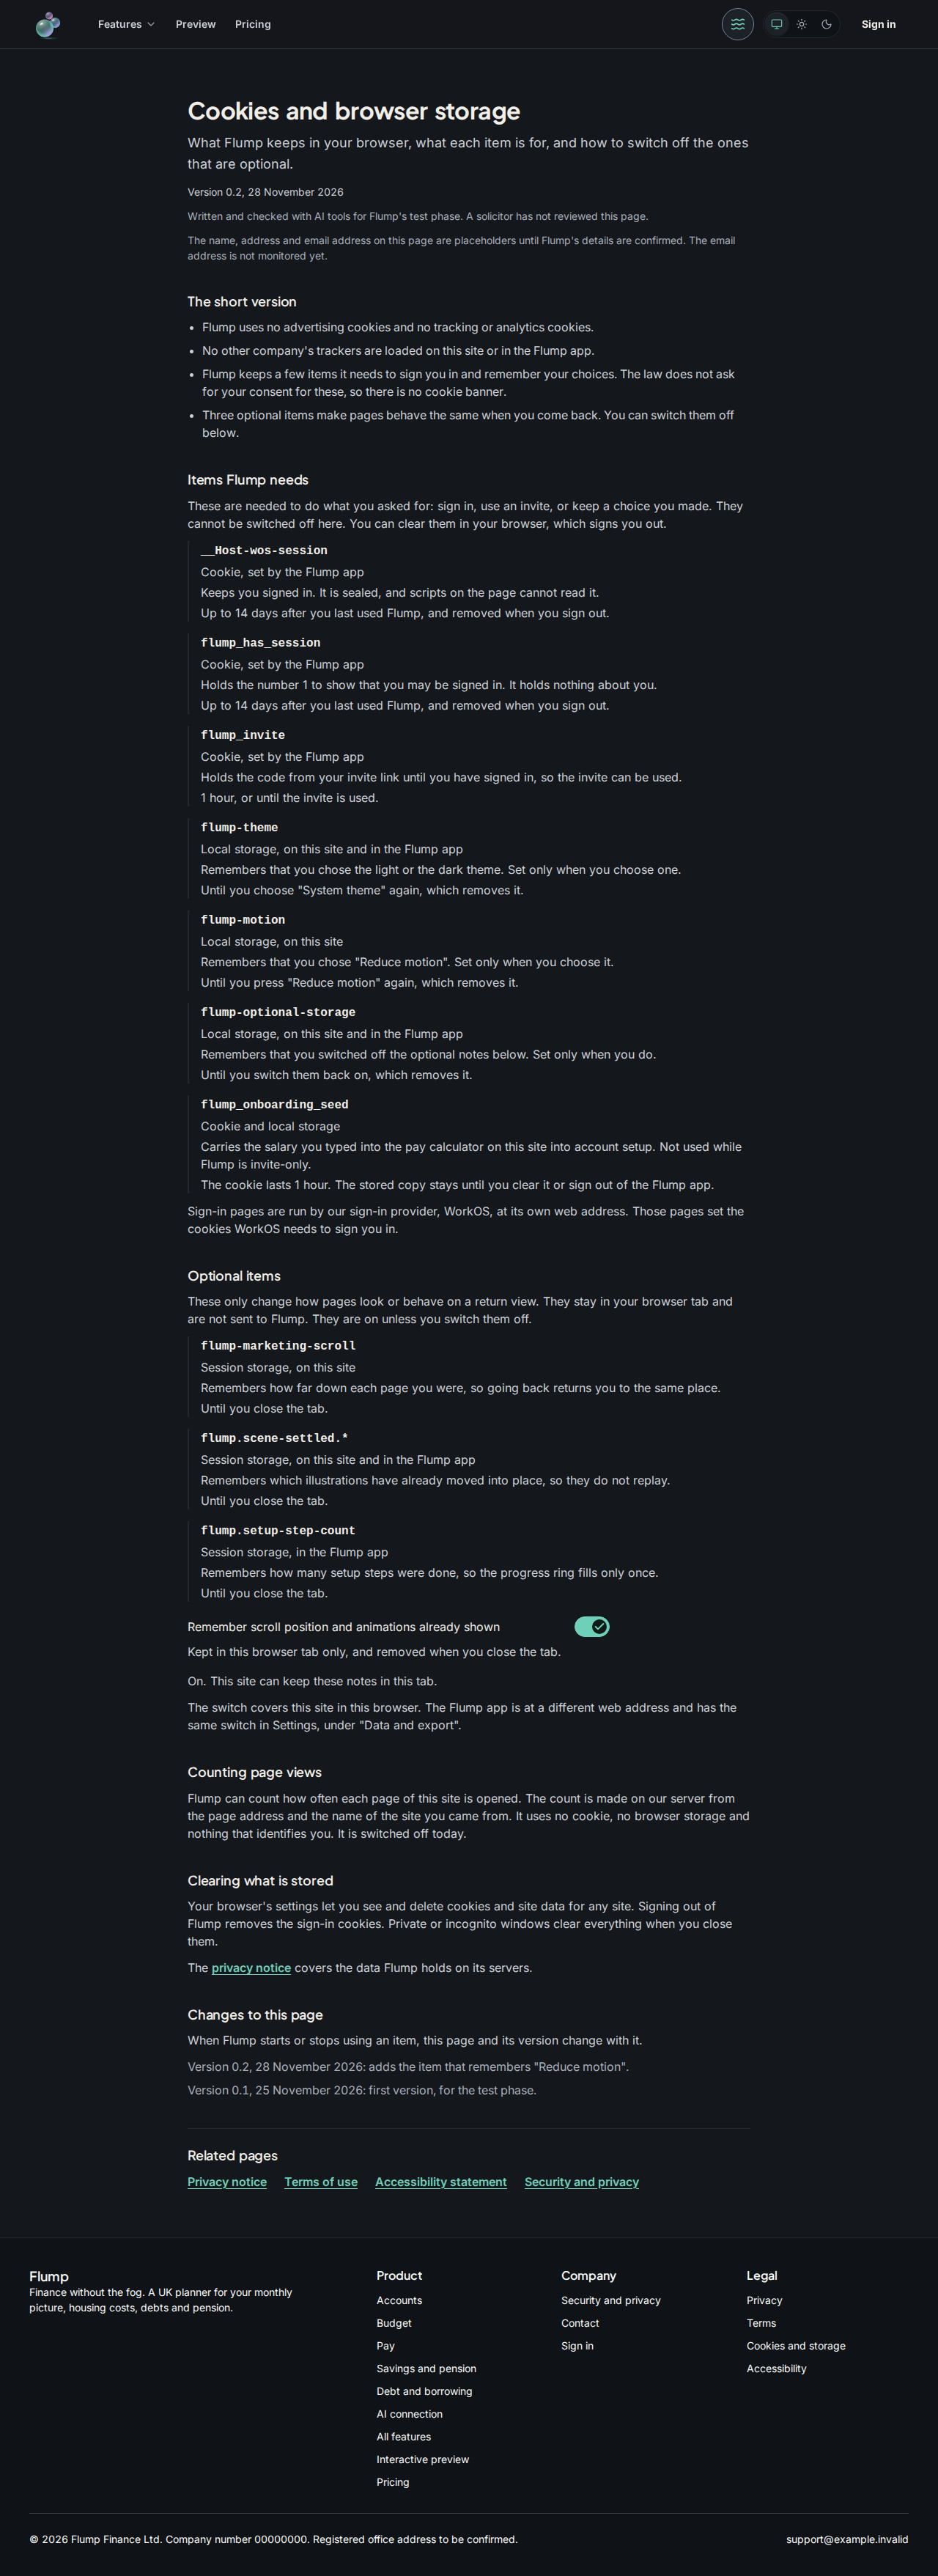 Features Preview Pricing Sign in
Cookies and browser storage
What Flump keeps in your browser, what each item is for, and how to switch off the ones
that are optional.
Version 0.2, 28 November 2026
Written and checked with AI tools for Flump's test phase. A solicitor has not reviewed this page.
The name, address and email address on this page are placeholders until Flump's details are confirmed. The email
address is not monitored yet.
The short version
• Flump uses no advertising cookies and no tracking or analytics cookies.
• No other company's trackers are loaded on this site or in the Flump app.
• Flump keeps a few items it needs to sign you in and remember your choices. The law does not ask
for your consent for these, so there is no cookie banner.
• Three optional items make pages behave the same when you come back. You can switch them off
below.
Items Flump needs
These are needed to do what you asked for: sign in, use an invite, or keep a choice you made. They
cannot be switched off here. You can clear them in your browser, which signs you out.
__Host-wos-session
Cookie, set by the Flump app
Keeps you signed in. It is sealed, and scripts on the page cannot read it.
Up to 14 days after you last used Flump, and removed when you sign out.
flump_has_session
Cookie, set by the Flump app
Holds the number 1 to show that you may be signed in. It holds nothing about you.
Up to 14 days after you last used Flump, and removed when you sign out.
flump_invite
Cookie, set by the Flump app
Holds the code from your invite link until you have signed in, so the invite can be used.
1 hour, or until the invite is used.
flump-theme
Local storage, on this site and in the Flump app
Remembers that you chose the light or the dark theme. Set only when you choose one.
Until you choose "System theme" again, which removes it.
flump-motion
Local storage, on this site
Remembers that you chose "Reduce motion". Set only when you choose it.
Until you press "Reduce motion" again, which removes it.
flump-optional-storage
Local storage, on this site and in the Flump app
Remembers that you switched off the optional notes below. Set only when you do.
Until you switch them back on, which removes it.
flump_onboarding_seed
Cookie and local storage
Carries the salary you typed into the pay calculator on this site into account setup. Not used while
Flump is invite-only.
The cookie lasts 1 hour. The stored copy stays until you clear it or sign out of the Flump app.
Sign-in pages are run by our sign-in provider, WorkOS, at its own web address. Those pages set the
cookies WorkOS needs to sign you in.
Optional items
These only change how pages look or behave on a return view. They stay in your browser tab and
are not sent to Flump. They are on unless you switch them off.
flump-marketing-scroll
Session storage, on this site
Remembers how far down each page you were, so going back returns you to the same place.
Until you close the tab.
flump.scene-settled.*
Session storage, on this site and in the Flump app
Remembers which illustrations have already moved into place, so they do not replay.
Until you close the tab.
flump.setup-step-count
Session storage, in the Flump app
Remembers how many setup steps were done, so the progress ring fills only once.
Until you close the tab.
Remember scroll position and animations already shown
Kept in this browser tab only, and removed when you close the tab.
On. This site can keep these notes in this tab.
The switch covers this site in this browser. The Flump app is at a different web address and has the
same switch in Settings, under "Data and export".
Counting page views
Flump can count how often each page of this site is opened. The count is made on our server from
the page address and the name of the site you came from. It uses no cookie, no browser storage and
nothing that identifies you. It is switched off today.
Clearing what is stored
Your browser's settings let you see and delete cookies and site data for any site. Signing out of
Flump removes the sign-in cookies. Private or incognito windows clear everything when you close
them.
The privacy notice covers the data Flump holds on its servers.
Changes to this page
When Flump starts or stops using an item, this page and its version change with it.
Version 0.2, 28 November 2026: adds the item that remembers "Reduce motion".
Version 0.1, 25 November 2026: first version, for the test phase.
Related pages
Privacy notice Terms of use Accessibility statement Security and privacy
Flump
Finance without the fog. A UK planner for your monthly
picture, housing costs, debts and pension.
Product
Accounts
Budget
Pay
Savings and pension
Debt and borrowing
AI connection
All features
Interactive preview
Pricing
Company
Security and privacy
Contact
Sign in
Legal
Privacy
Terms
Cookies and storage
Accessibility
© 2026 Flump Finance Ltd. Company number 00000000. Registered office address to be confirmed.
support@example.invalid